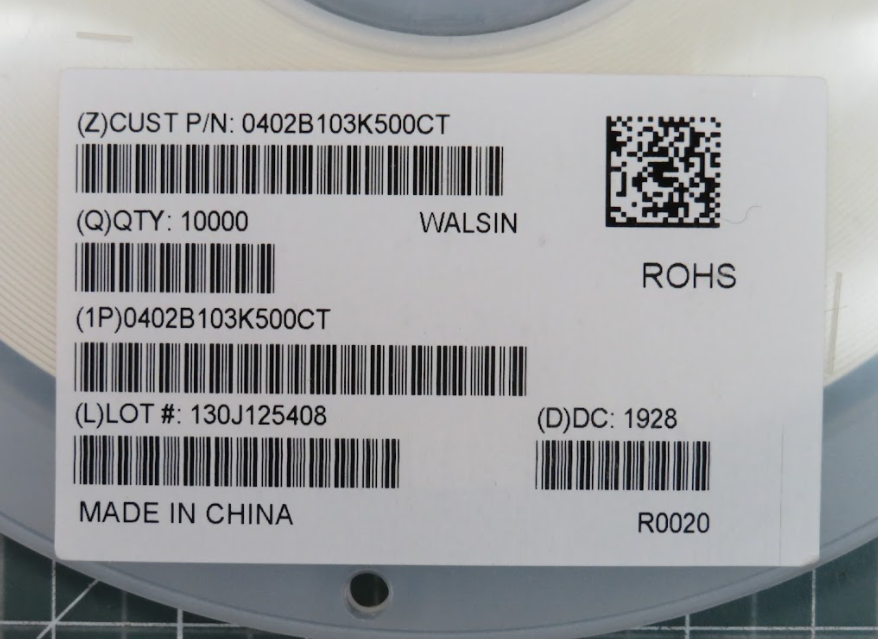 (Z)CUST P/N: 0402B103K500CT
(Q)QTY: 10000
WALSIN
ROHS
(1P)0402B103K500CT
(L)LOT #: 130J125408
(D)DC: 1928
MADE IN CHINA
R0020